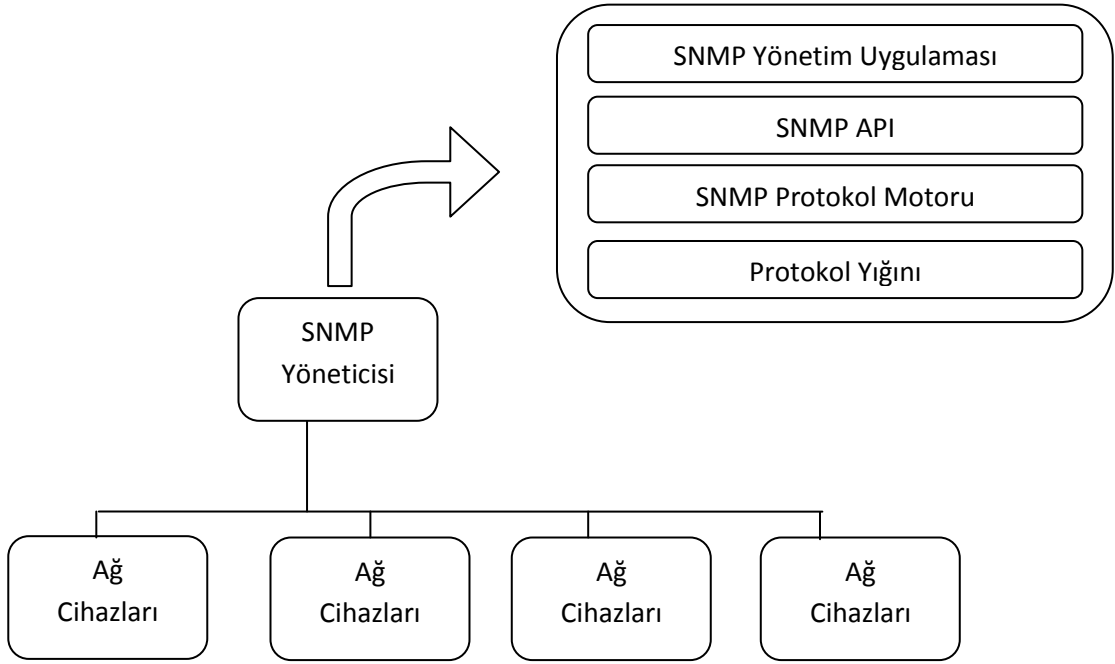 SNMP Yönetim Uygulaması
SNMP API
SNMP Protokol Motoru
Protokol Yığını
SNMP
Yöneticisi
Ağ
Cihazları
Ağ
Cihazları
Ağ
Cihazları
Ağ
Cihazları